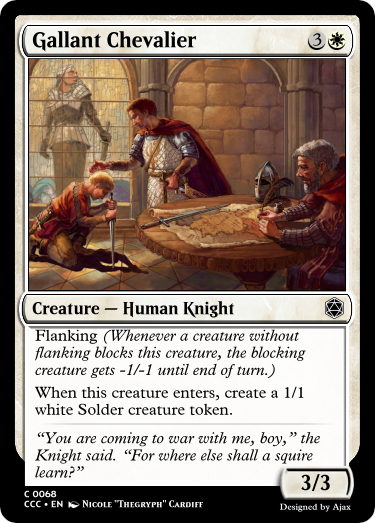 Gallant Chevalier 3
Creature — Human Knight
Flanking (Whenever a creature without
flanking blocks this creature, the blocking
creature gets -1/-1 until end of turn.)
When this creature enters, create a 1/1
white Solder creature token.
“You are coming to war with me, boy,” the
Knight said. “For where else shall a squire
learn?”
3/3
C 0068
CCC • EN Nicole "Thegryph" Cardiff
Designed by Ajax